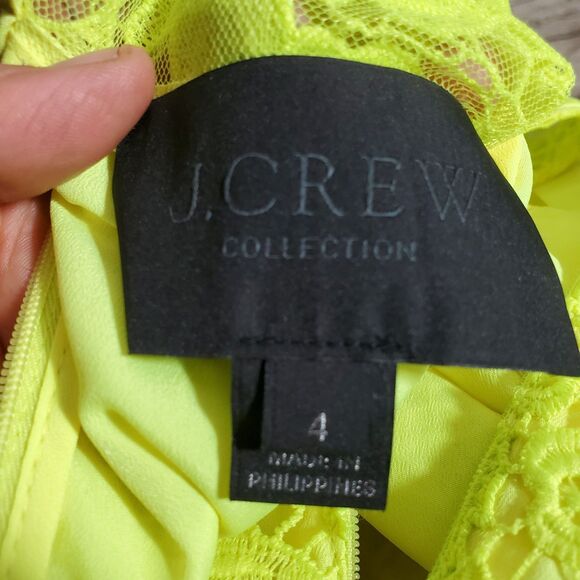 J.CREW
COLLECTION
4
MADE IN
PHILIPPINES